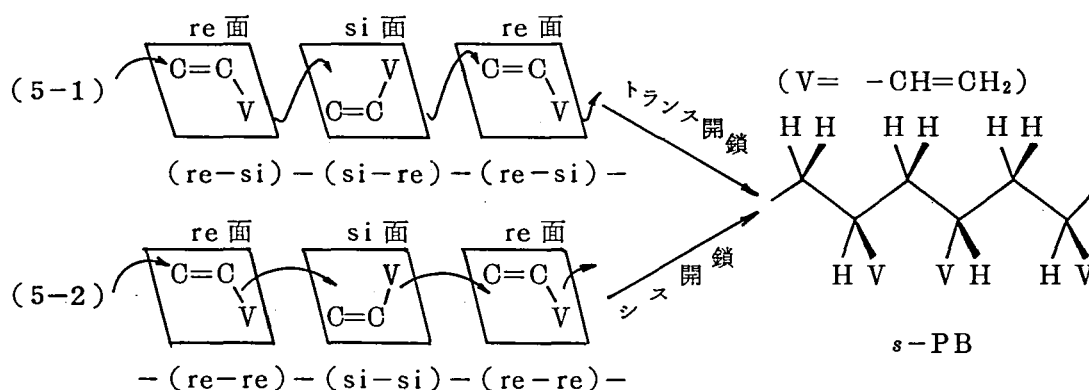 re 面 si 面 re 面
(5-1) C=C V V C=C V C=C V
(re-si)-(si-re)-(re-si)-
トランス開鎖
(V= -CH=CH₂)
H H H H H H
H V V H H V
s-PB
re 面 si 面 re 面
(5-2) C=C V V C=C C=C V
-(re-re)-(si-si)-(re-re)-
シス開鎖